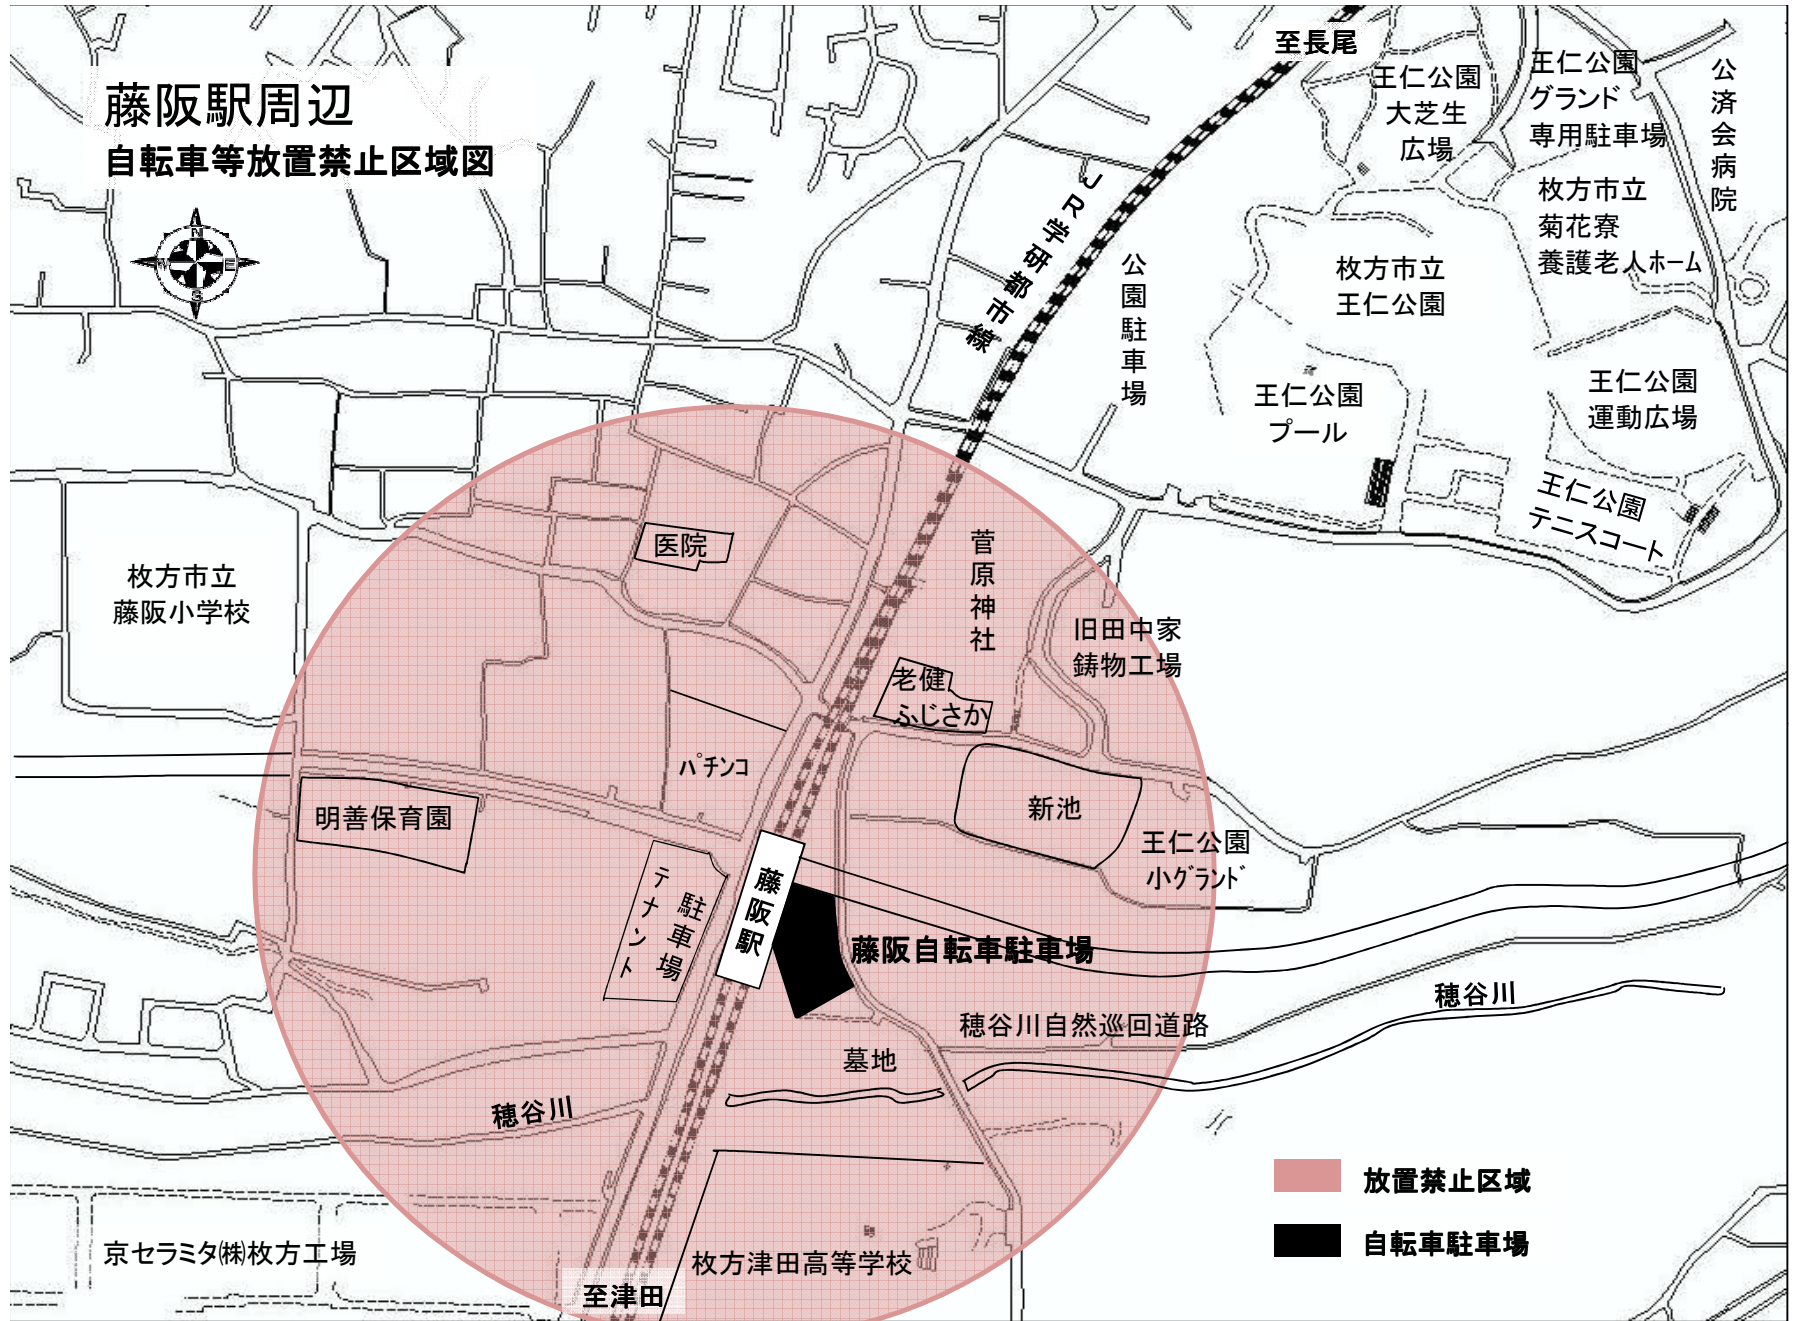 藤阪駅周辺
自転車等放置禁止区域図
N
W
E
S
至長尾
王仁公園
大芝生
広場
王仁公園
グランド
専用駐車場
公済会病院
枚方市立
菊花寮
養護老人ホーム
JR学研都市線
公園駐車場
枚方市立
王仁公園
王仁公園
プール
王仁公園
運動広場
王仁公園
テニスコート
医院
菅原神社
枚方市立
藤阪小学校
旧田中家
鋳物工場
老健
ふじさか
パチンコ
明善保育園
新池
王仁公園
小グランド
テナント
駐車場
藤阪駅
藤阪自転車駐車場
穂谷川
穂谷川自然巡回道路
墓地
穂谷川
放置禁止区域
自転車駐車場
京セラミタ㈱枚方工場
枚方津田高等学校
至津田